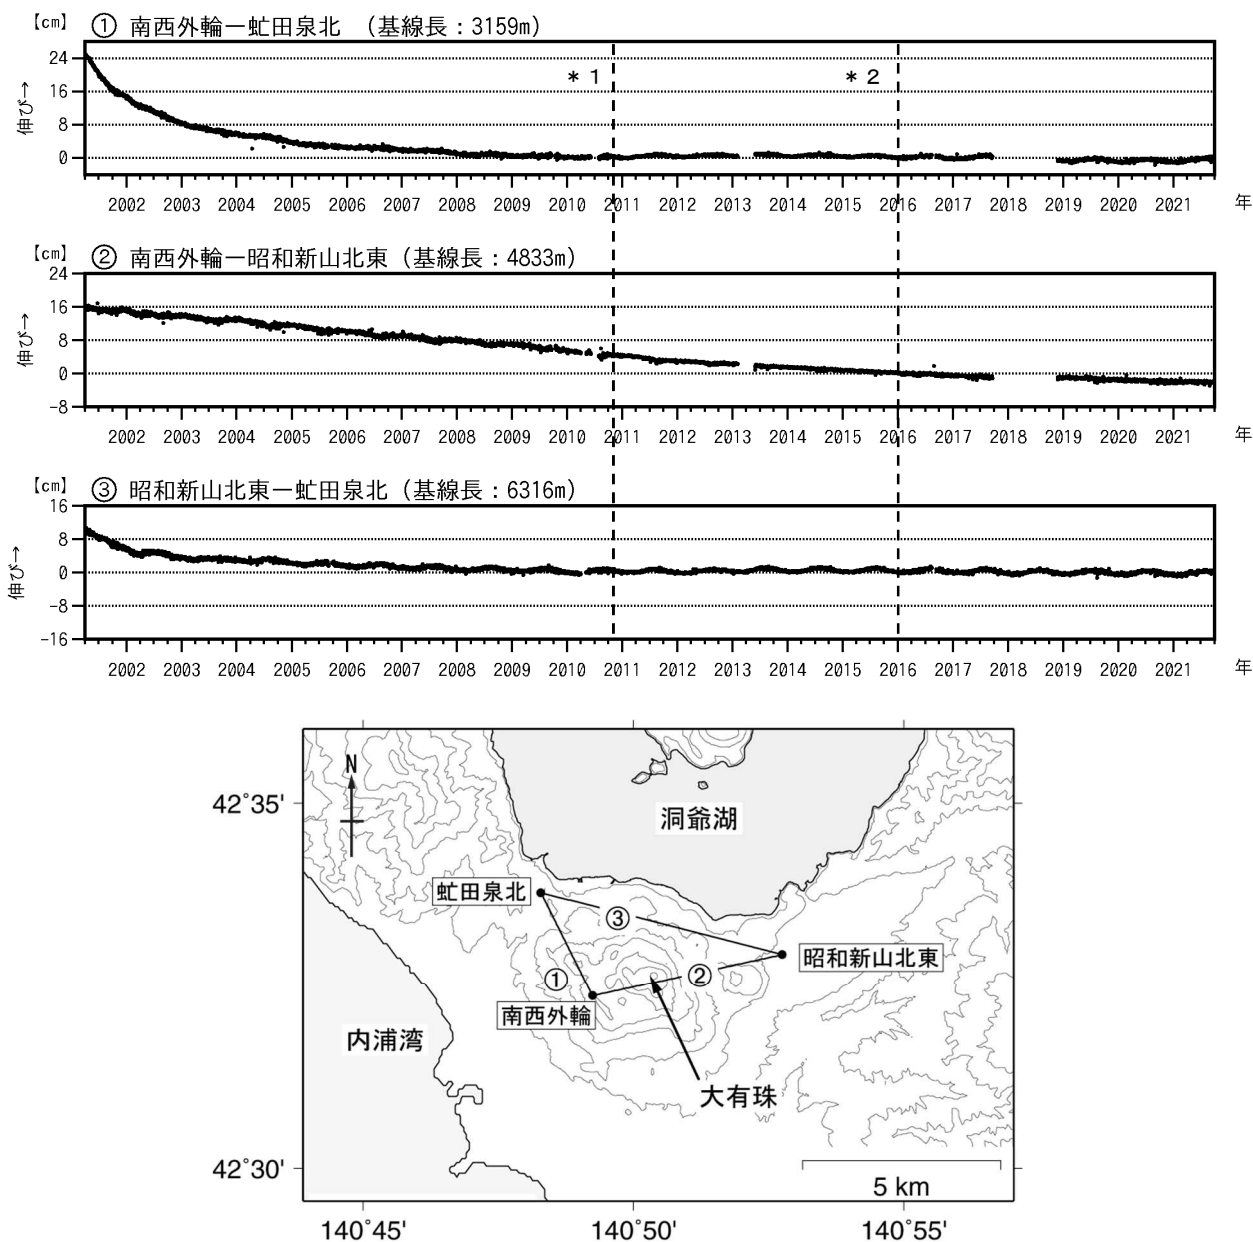 【cm】 ① 南西外輪ー虻田泉北 （基線長：3159m）
24
＊1 ＊2
16
8
0
伸び→
2002 2003 2004 2005 2006 2007 2008 2009 2010 2011 2012 2013 2014 2015 2016 2017 2018 2019 2020 2021 年
【cm】 ② 南西外輪ー昭和新山北東（基線長：4833m）
24
16
8
0
-8
伸び→
2002 2003 2004 2005 2006 2007 2008 2009 2010 2011 2012 2013 2014 2015 2016 2017 2018 2019 2020 2021 年
【cm】 ③ 昭和新山北東ー虻田泉北（基線長：6316m）
16
8
0
-8
-16
伸び→
2002 2003 2004 2005 2006 2007 2008 2009 2010 2011 2012 2013 2014 2015 2016 2017 2018 2019 2020 2021 年
N
42°35'
洞爺湖
虻田泉北
③
昭和新山北東
②
①
南西外輪
内浦湾
大有珠
42°30'
5 km
140°45' 140°50' 140°55'